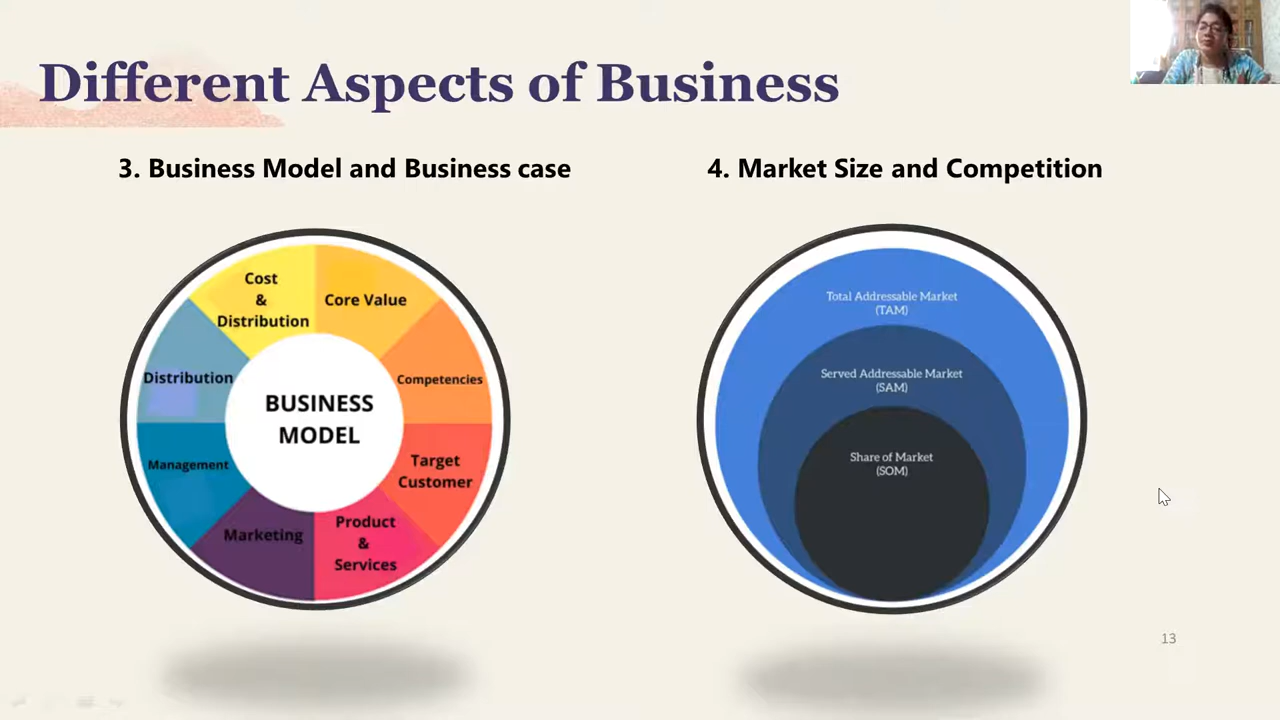 Different Aspects of Business
3. Business Model and Business case
4. Market Size and Competition
Cost
&
Distribution
Core Value
Distribution
Competencies
BUSINESS
MODEL
Management
Target
Customer
Marketing
Product
&
Services
Total Addressable Market
(TAM)
Served Addressable Market
(SAM)
Share of Market
(SOM)
13